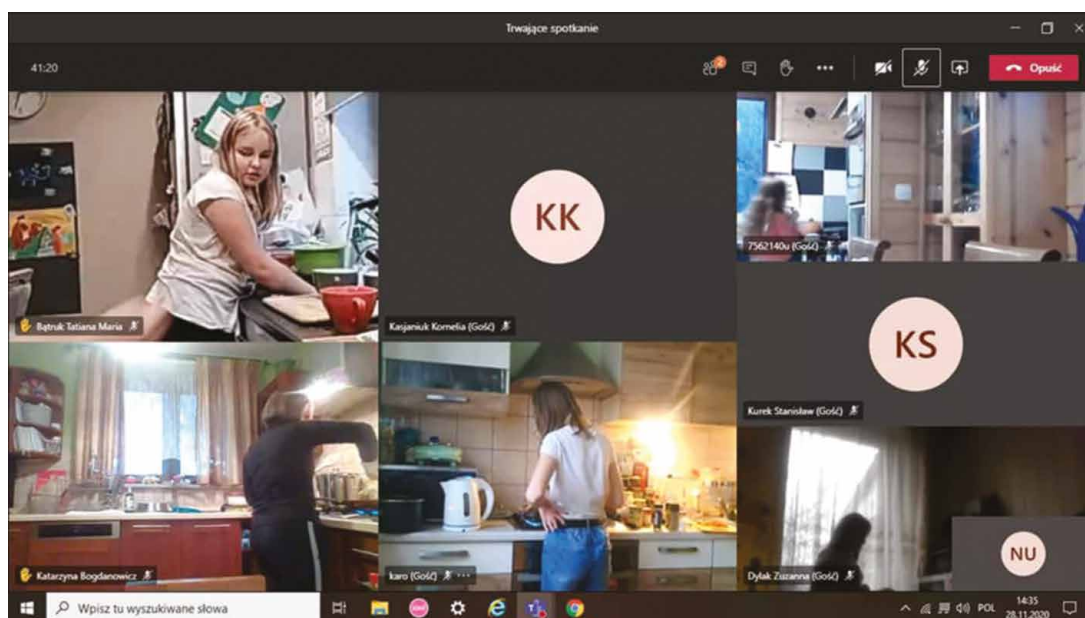 Trwające spotkanie
41:20
2
Opuść
KK
7562140u (Gość)
Bątruk Tatiana Maria
Kasjaniuk Kornelia (Gość)
KS
Kurek Stanisław (Gość)
Katarzyna Bogdanowicz
karo (Gość)
Dylak Zuzanna (Gość)
NU
Wpisz tu wyszukiwane słowa
POL
14:35
28.11.2020